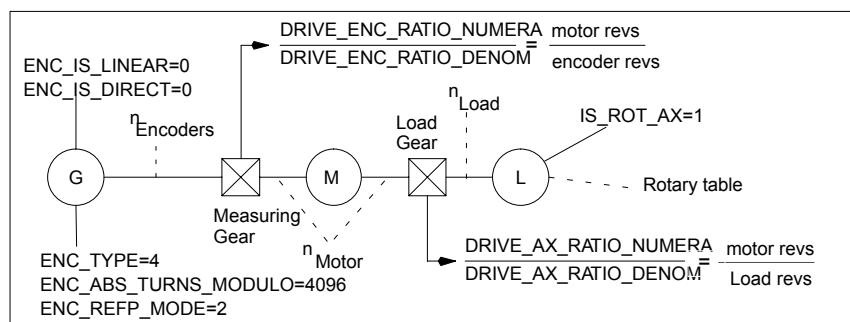 DRIVE_ENC_RATIO_NUMERA
DRIVE_ENC_RATIO_DENOM
=
motor revs
encoder revs
ENC_IS_LINEAR=0
ENC_IS_DIRECT=0
n
Encoders
n
Load
Load
Gear
IS_ROT_AX=1
G
M
L
Rotary table
Measuring
Gear
n
Motor
ENC_TYPE=4
ENC_ABS_TURNS_MODULO=4096
ENC_REFP_MODE=2
DRIVE_AX_RATIO_NUMERA
DRIVE_AX_RATIO_DENOM
=
motor revs
Load revs